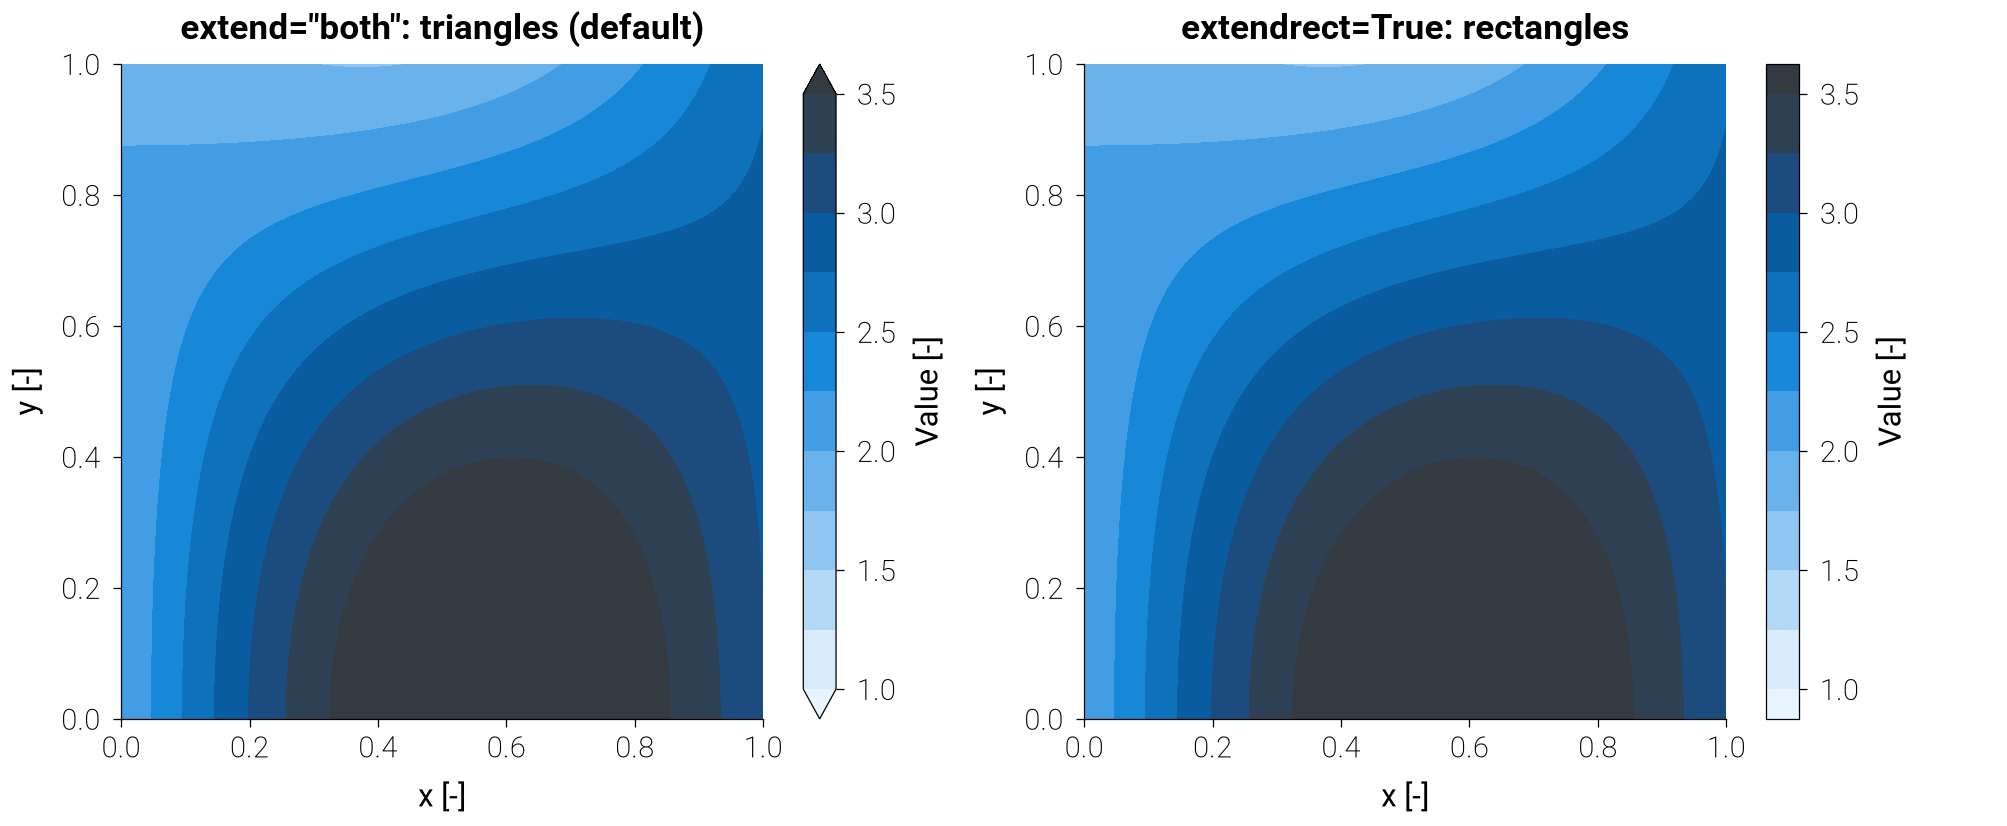 extend="both": triangles (default)
1.0
0.8
0.6
0.4
0.2
0.0
0.0 0.2 0.4 0.6 0.8 1.0
x [-]
y [-]
3.5
3.0
2.5
2.0
1.5
1.0
Value [-]
extendrect=True: rectangles
1.0
0.8
0.6
0.4
0.2
0.0
0.0 0.2 0.4 0.6 0.8 1.0
x [-]
y [-]
3.5
3.0
2.5
2.0
1.5
1.0
Value [-]